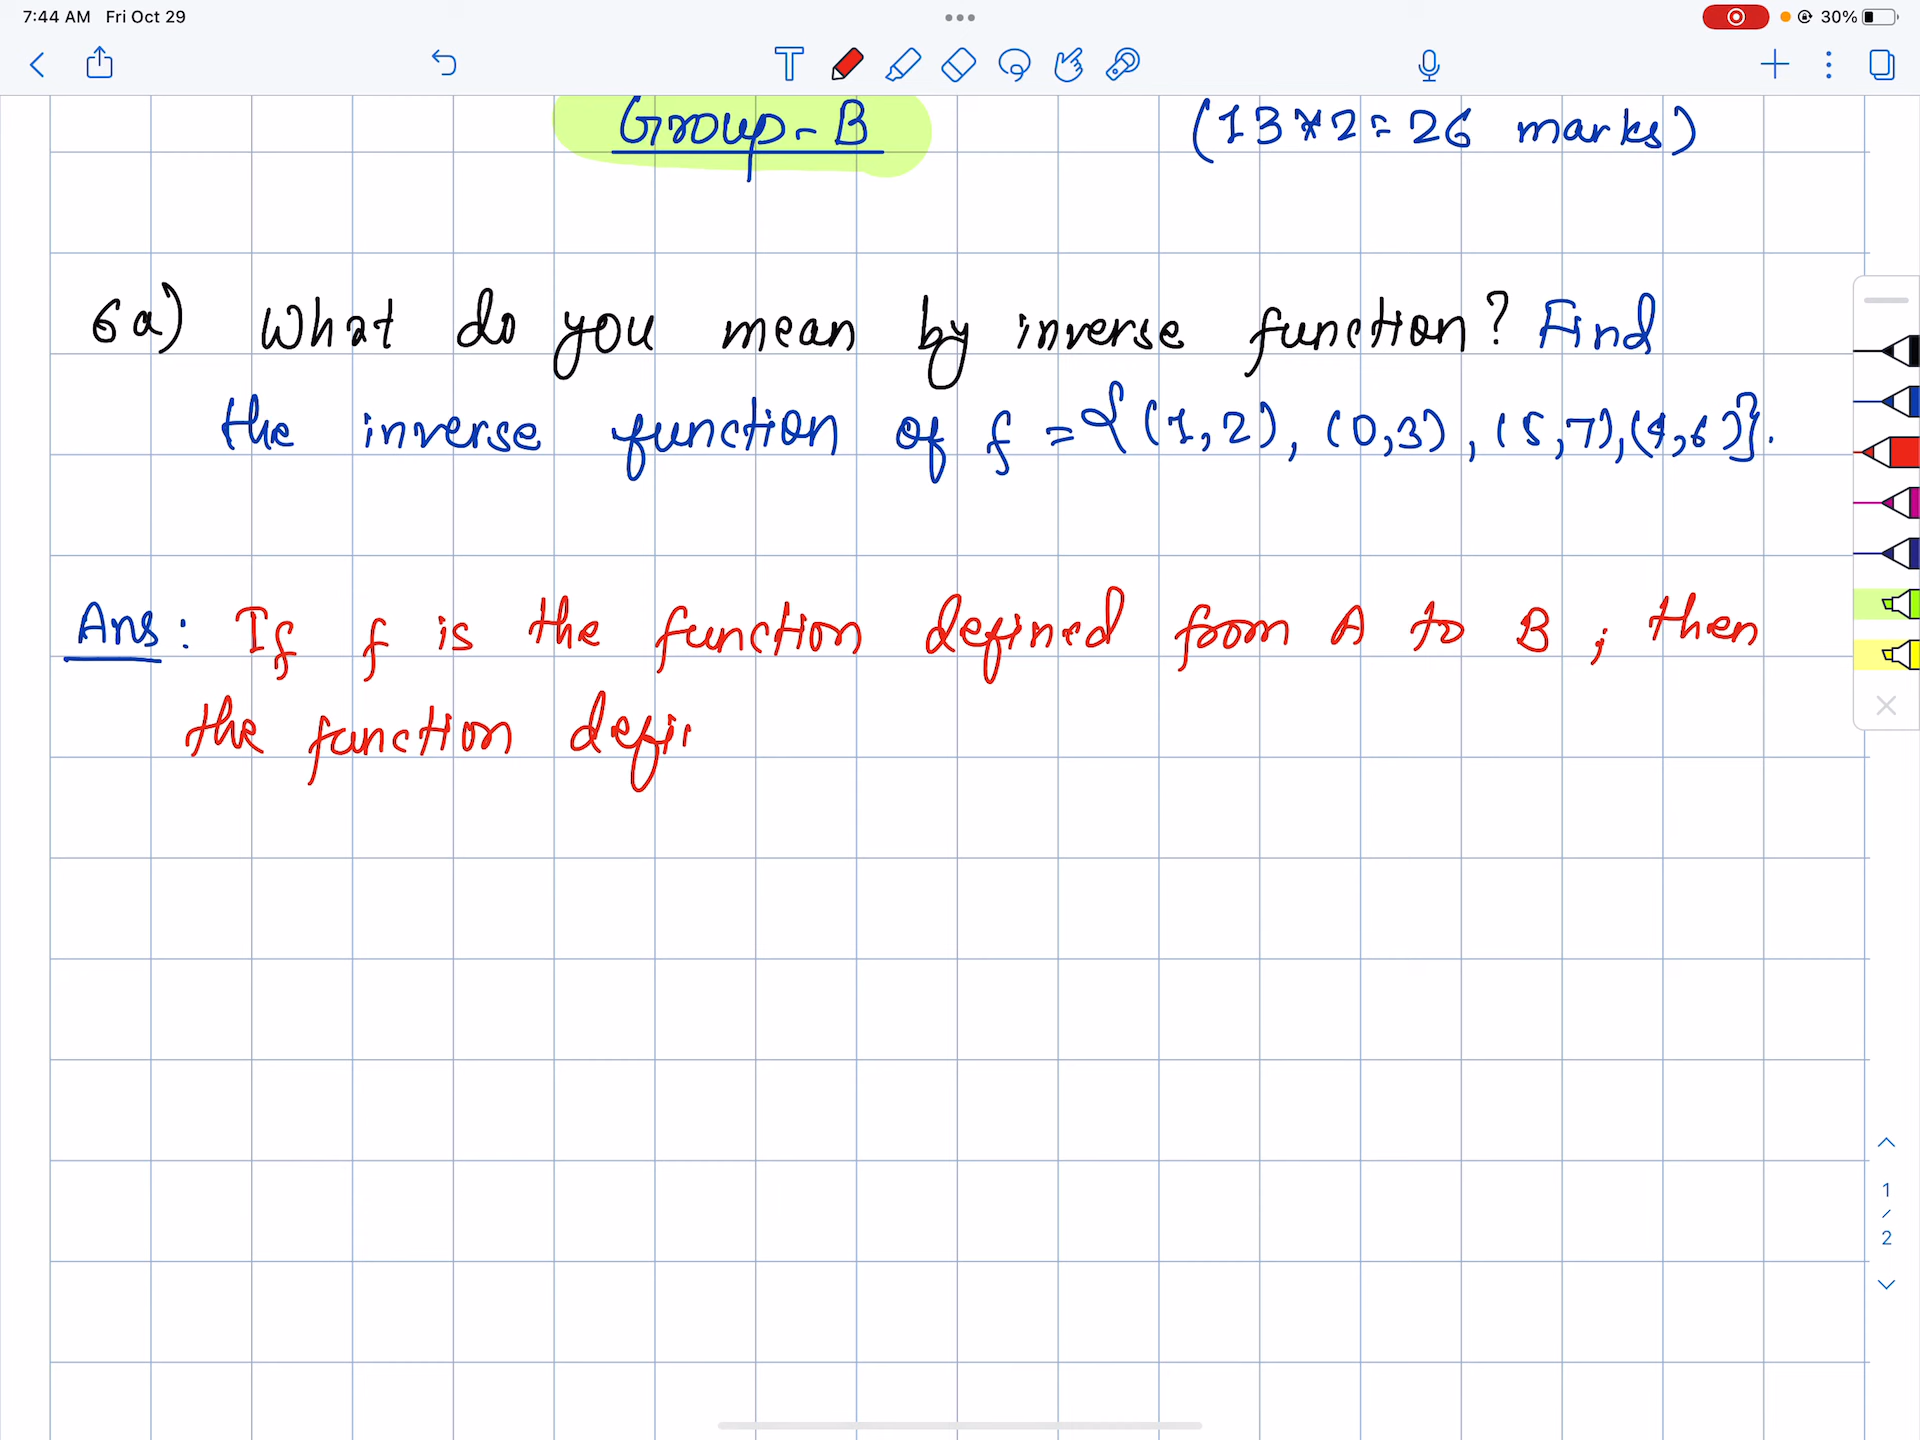 7:44 AM Fri Oct 29
30%
Group-B (13*2=26 marks)
6a) What do you mean by inverse function? Find
the inverse function of f = {(1,2), (0,3), (5,7),(4,6)}.
Ans: If f is the function defined from A to B, then
the function defi
1
/
2